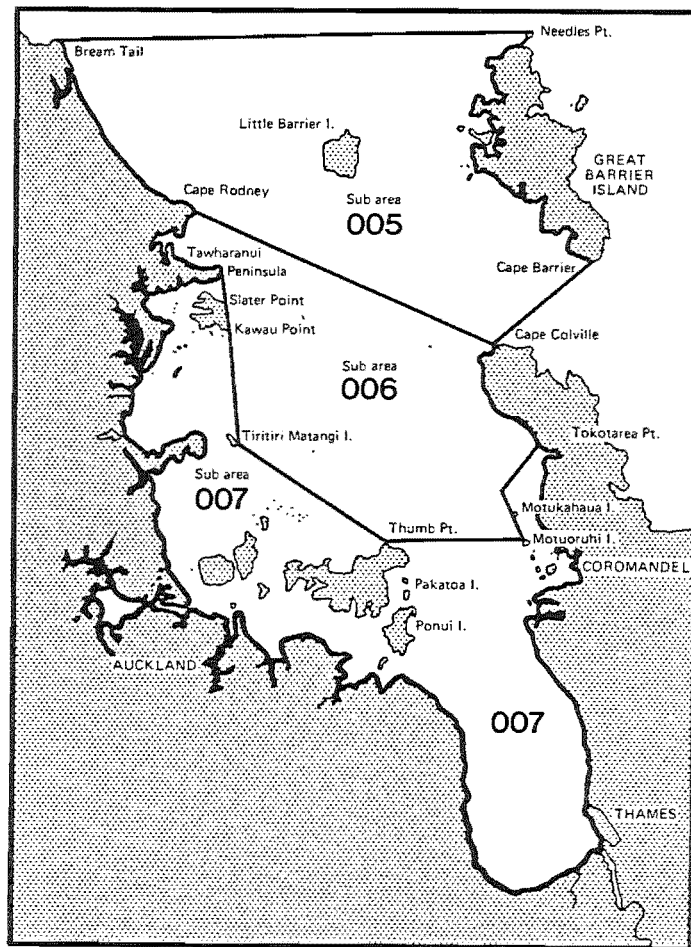 Needles Pt.
Bream Tail
Little Barrier I.
GREAT
BARRIER
ISLAND
Cape Rodney
Sub area
005
Tawharanui
Peninsula
Cape Barrier
Slater Point
Kawau Point
Cape Colville
Sub area
006
Tiritiri Matangi I.
Tokotarea Pt.
Sub area
007
Motukahaua I.
Thumb Pt.
Motuoruhi I.
COROMANDEL
Pakatoa I.
Ponui I.
AUCKLAND
007
THAMES